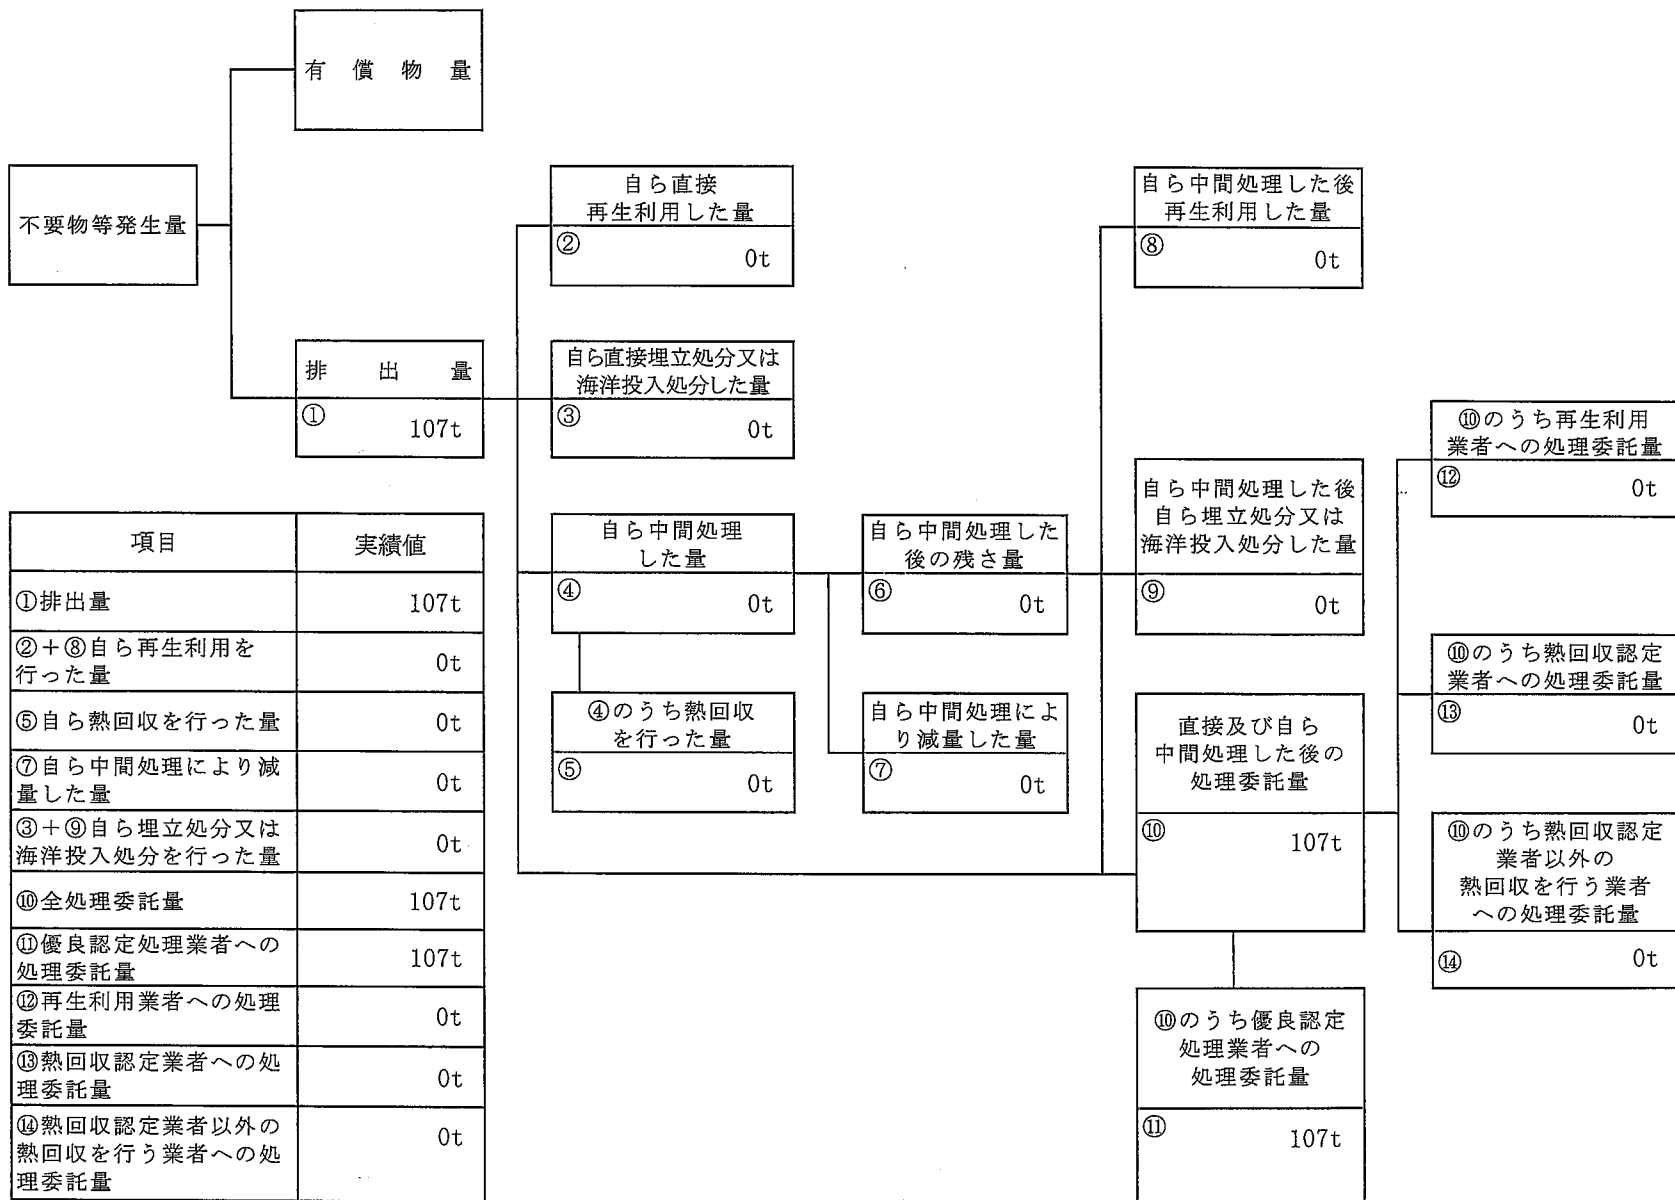 有償物量
不要物等発生量
排出量
① 107t
自ら直接
再生利用した量
② 0t
自ら直接埋立処分又は
海洋投入処分した量
③ 0t
自ら中間処理
した量
④ 0t
④のうち熱回収
を行った量
⑤ 0t
自ら中間処理した
後の残さ量
⑥ 0t
自ら中間処理によ
り減量した量
⑦ 0t
自ら中間処理した後
再生利用した量
⑧ 0t
自ら中間処理した後
自ら埋立処分又は
海洋投入処分した量
⑨ 0t
直接及び自ら
中間処理した後の
処理委託量
⑩ 107t
⑩のうち優良認定
処理業者への
処理委託量
⑪ 107t
⑩のうち再生利用
業者への処理委託量
⑫ 0t
⑩のうち熱回収認定
業者への処理委託量
⑬ 0t
⑩のうち熱回収認定
業者以外の
熱回収を行う業者
への処理委託量
⑭ 0t
項目 実績値
①排出量 107t
②+⑧自ら再生利用を
行った量 0t
⑤自ら熱回収を行った量 0t
⑦自ら中間処理により減
量した量 0t
③+⑨自ら埋立処分又は
海洋投入処分を行った量 0t
⑩全処理委託量 107t
⑪優良認定処理業者への
処理委託量 107t
⑫再生利用業者への処理
委託量 0t
⑬熱回収認定業者への処
理委託量 0t
⑭熱回収認定業者以外の
熱回収を行う業者への処
理委託量 0t